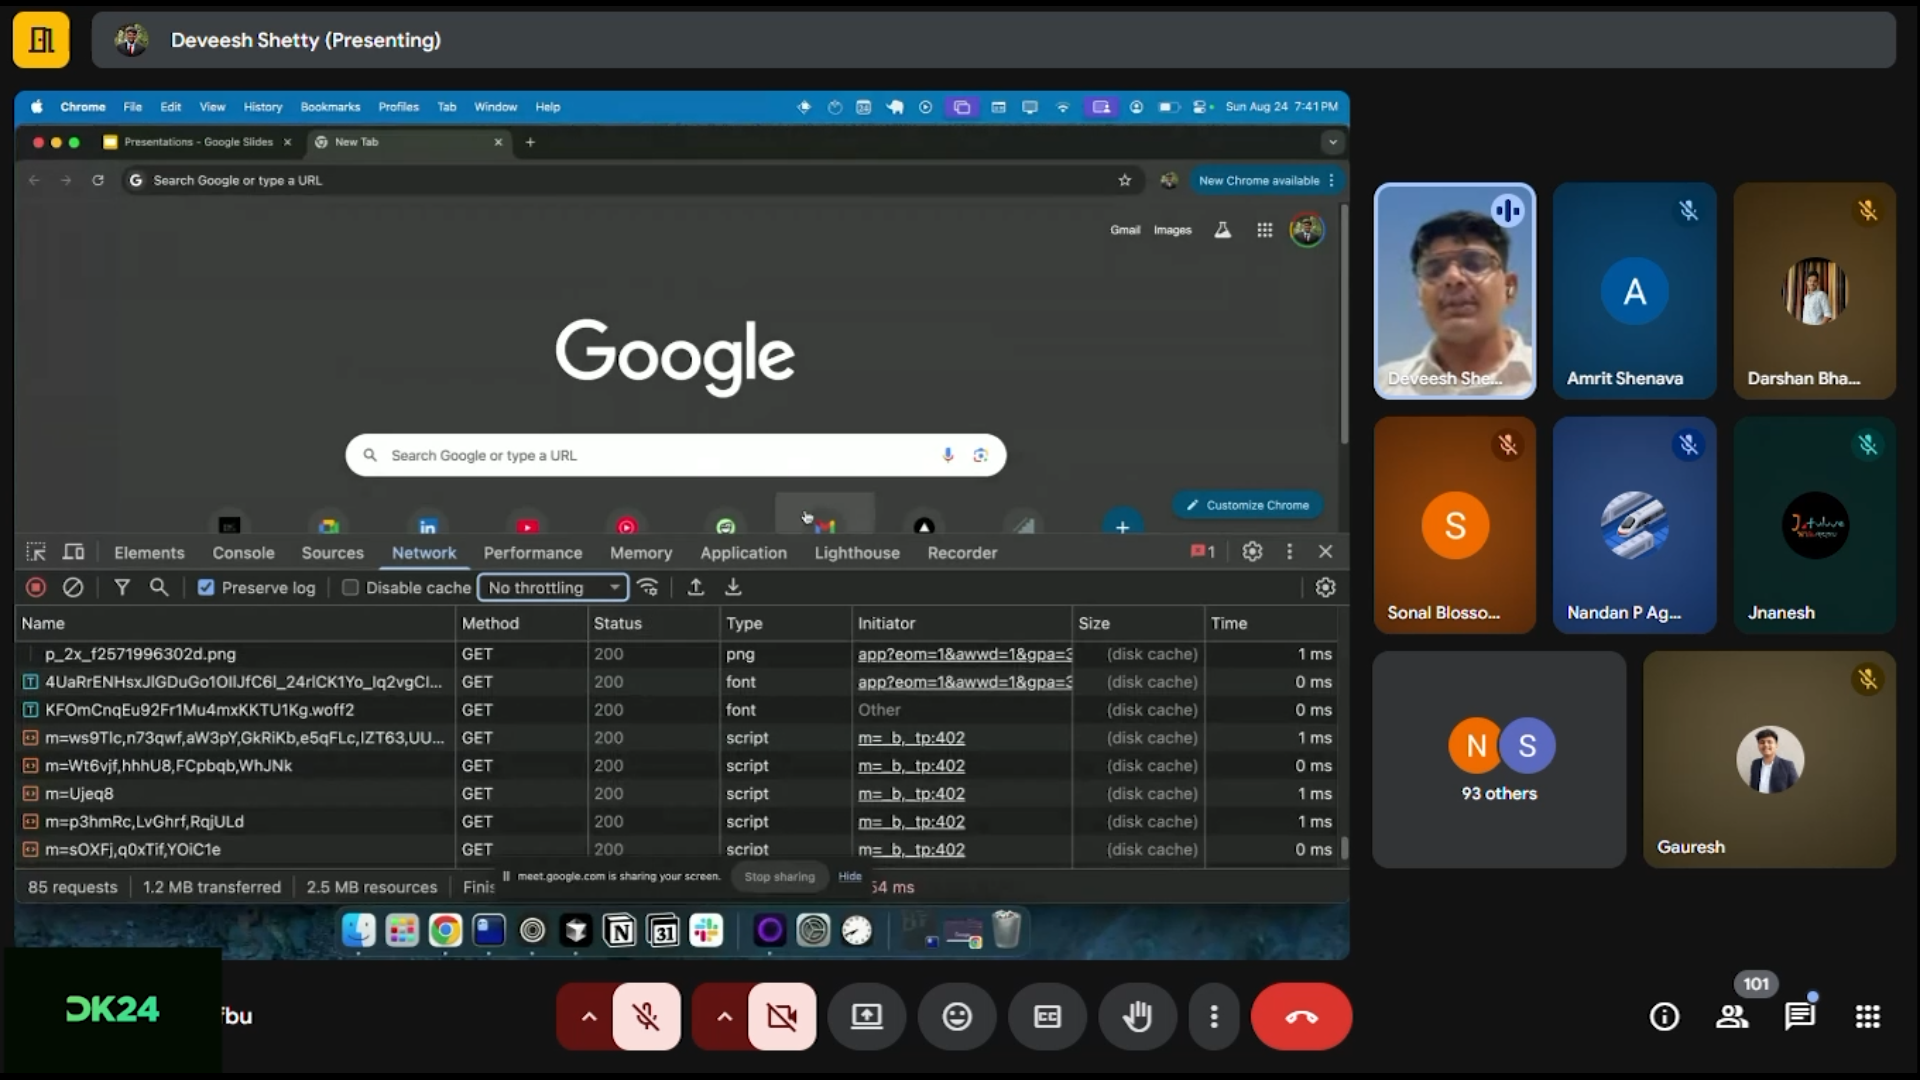 Deveesh Shetty (Presenting)
Chrome File Edit View History Bookmarks Profiles Tab Window Help Sun Aug 24 7:41 PM
Presentations - Google Slides New Tab
Search Google or type a URL New Chrome available
Gmail Images
Google
Search Google or type a URL
Customize Chrome
Elements Console Sources Network Performance Memory Application Lighthouse Recorder 1
Preserve log Disable cache No throttling
Name Method Status Type Initiator Size Time
p_2x_f2571996302d.png GET 200 png app?eom=1&awwd=1&gpa=3 (disk cache) 1 ms
4UaRrENHsxJlGDuGo1OIlJfC6l_24rlCK1Yo_Iq2vgCI... GET 200 font app?eom=1&awwd=1&gpa=3 (disk cache) 0 ms
KFOmCnqEu92Fr1Mu4mxKKTU1Kg.woff2 GET 200 font Other (disk cache) 0 ms
m=ws9Tlc,n73qwf,aW3pY,GkRiKb,e5qFLc,IZT63,UU... GET 200 script m=_b,_tp:402 (disk cache) 1 ms
m=Wt6vjf,hhhU8,FCpbqb,WhJNk GET 200 script m=_b,_tp:402 (disk cache) 0 ms
m=Ujeq8 GET 200 script m=_b,_tp:402 (disk cache) 1 ms
m=p3hmRc,LvGhrf,RqjULd GET 200 script m=_b,_tp:402 (disk cache) 1 ms
m=sOXFj,q0xTif,YOiC1e GET 200 script m=_b,_tp:402 (disk cache) 0 ms
85 requests 1.2 MB transferred 2.5 MB resources Finis 54 ms
meet.google.com is sharing your screen. Stop sharing Hide
31
DK24
fbu
Deveesh She...
A
Amrit Shenava
Darshan Bha...
S
Sonal Blosso...
Nandan P Ag...
Jnanesh
N S
93 others
Gauresh
101